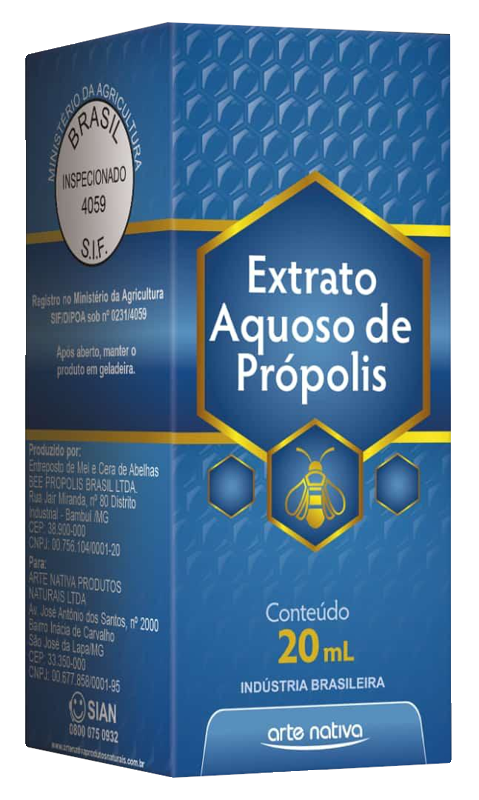 MINISTÉRIO DA AGRICULTURA
BRASIL
INSPECIONADO
4059
S.I.F.
Registro no Ministério da Agricultura
SIF/DIPOA sob nº 0231/4059
Após aberto, manter o
produto em geladeira.
Produzido por:
Entreposto de Mel e Cera de Abelhas
BEE PROPOLIS BRASIL LTDA.
Rua Jair Miranda, nº 80 Distrito
Industrial - Bambuí /MG
CEP: 38.900-000
CNPJ: 00.756.104/0001-20
Para:
ARTE NATIVA PRODUTOS
NATURAIS LTDA
Av. José Antônio dos Santos, nº 2000
Bairro Inácia de Carvalho
São José da Lapa/MG
CEP: 33.350-000
CNPJ: 00.677.858/0001-95
SIAN
0800 075 0932
www.artenativaprodutosnaturais.com.br
Extrato
Aquoso de
Própolis
Conteúdo
20 mL
INDÚSTRIA BRASILEIRA
arte nativa